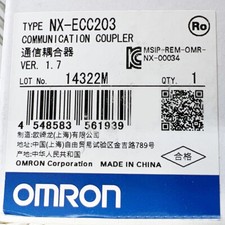 TYPE NX-ECC203
COMMUNICATION COUPLER
通信耦合器
VER. 1.7
Ro
MSIP-REM-OMR-
NX-00034
LOT No. 14322M QTY. 1
4 548583 561939
制造:欧姆龙(上海)有限公司
地址:中国(上海)自由贸易试验区金吉路789号
产地:中华人民共和国
OMRON Corporation MADE IN CHINA
合格
OMRON